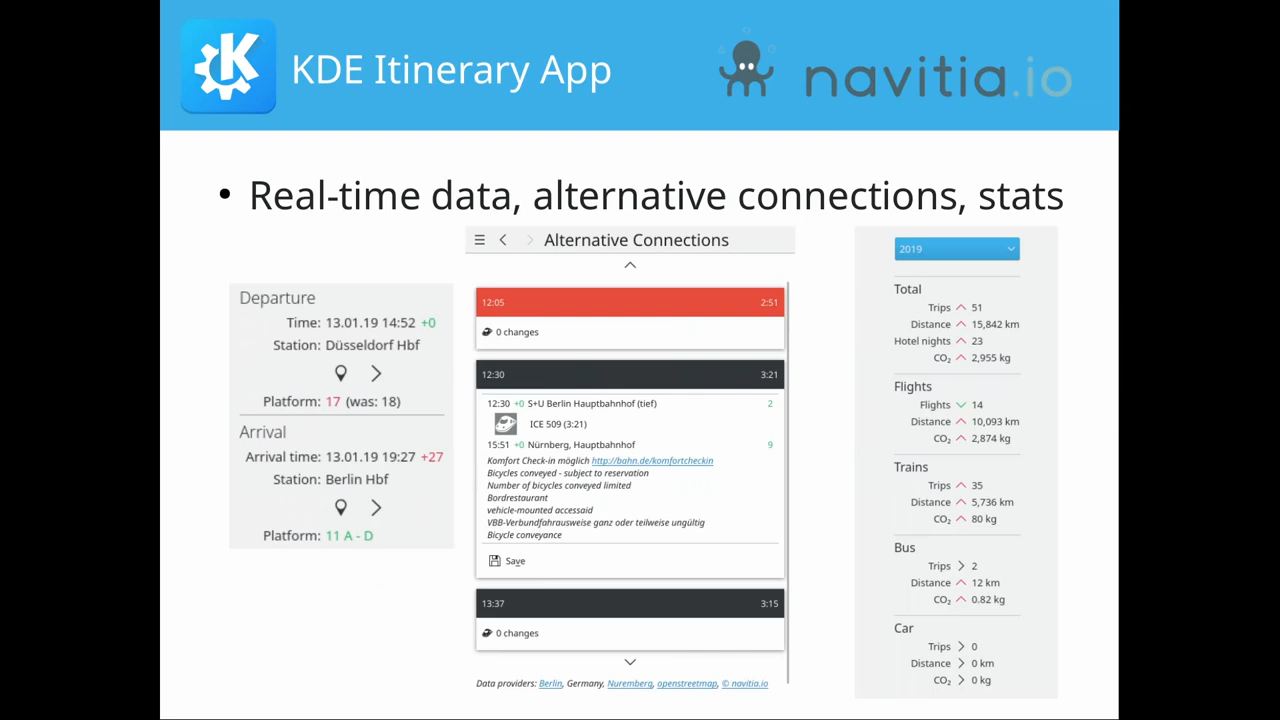 KDE Itinerary App
navitia.io
• Real-time data, alternative connections, stats
Departure
Time: 13.01.19 14:52 +0
Station: Düsseldorf Hbf
Platform: 17 (was: 18)
Arrival
Arrival time: 13.01.19 19:27 +27
Station: Berlin Hbf
Platform: 11 A - D
Alternative Connections
12:05 2:51
0 changes
12:30 3:21
12:30 +0 S+U Berlin Hauptbahnhof (tief) 2
ICE 509 (3:21)
15:51 +0 Nürnberg, Hauptbahnhof 9
Komfort Check-in möglich http://bahn.de/komfortcheckin
Bicycles conveyed - subject to reservation
Number of bicycles conveyed limited
Bordrestaurant
vehicle-mounted accessaid
VBB-Verbundfahrausweise ganz oder teilweise ungültig
Bicycle conveyance
Save
13:37 3:15
0 changes
Data providers: Berlin, Germany, Nuremberg, openstreetmap, © navitia.io
2019
Total
Trips 51
Distance 15,842 km
Hotel nights 23
CO₂ 2,955 kg
Flights
Flights 14
Distance 10,093 km
CO₂ 2,874 kg
Trains
Trips 35
Distance 5,736 km
CO₂ 80 kg
Bus
Trips 2
Distance 12 km
CO₂ 0.82 kg
Car
Trips 0
Distance 0 km
CO₂ 0 kg